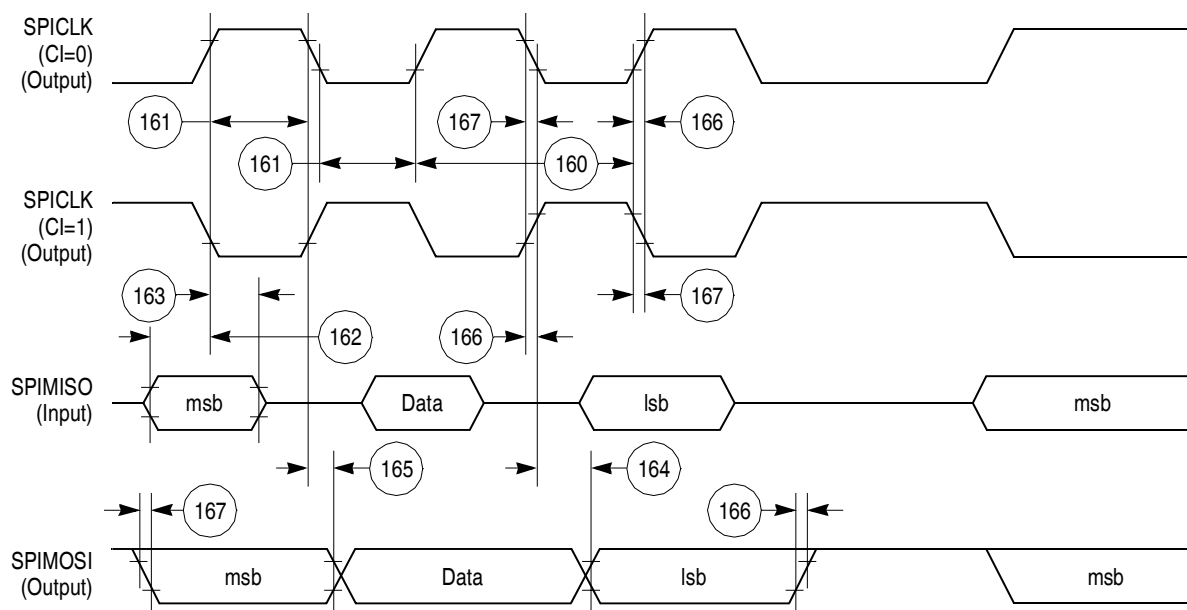 SPICLK
(CI=0)
(Output)
161
167
166
161
160
SPICLK
(CI=1)
(Output)
163
167
162
166
SPIMISO
(Input)
msb
Data
lsb
msb
165
164
167
166
SPIMOSI
(Output)
msb
Data
lsb
msb